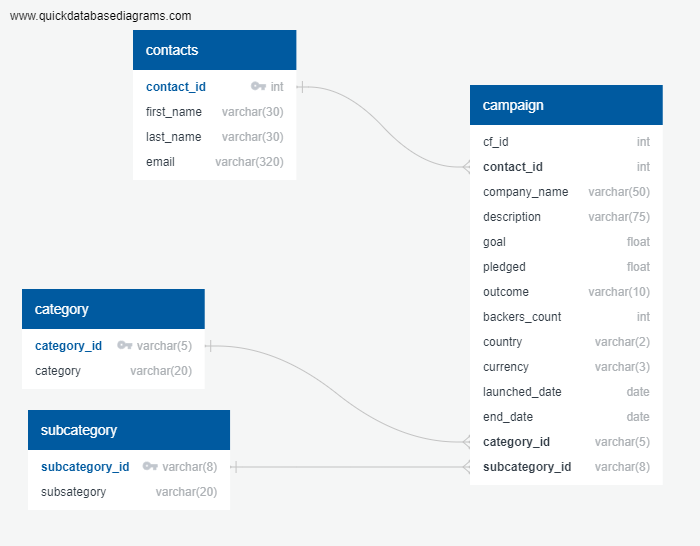 www.quickdatabasediagrams.com
contacts
contact_id int
first_name varchar(30)
last_name varchar(30)
email varchar(320)
campaign
cf_id int
contact_id int
company_name varchar(50)
description varchar(75)
goal float
pledged float
outcome varchar(10)
backers_count int
country varchar(2)
currency varchar(3)
launched_date date
end_date date
category_id varchar(5)
subcategory_id varchar(8)
category
category_id varchar(5)
category varchar(20)
subcategory
subcategory_id varchar(8)
subsategory varchar(20)